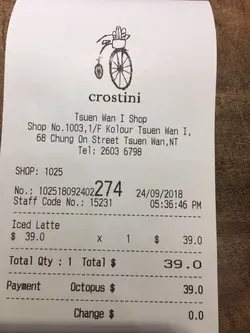 crostini
Tsuen Wan I Shop
Shop No.1003,1/F Kolour Tsuen Wan I,
68 Chung On Street Tsuen Wan,NT
Tel: 2603 6798
SHOP: 1025
No.: 102518092402274 24/09/2018
Staff Code No.: 15231 05:36:46 PM
Iced Latte
$ 39.0 x 1 $ 39.0
Total Qty : 1 Total $ 39.0
Payment Octopus $ 39.0
Change $ 0.0